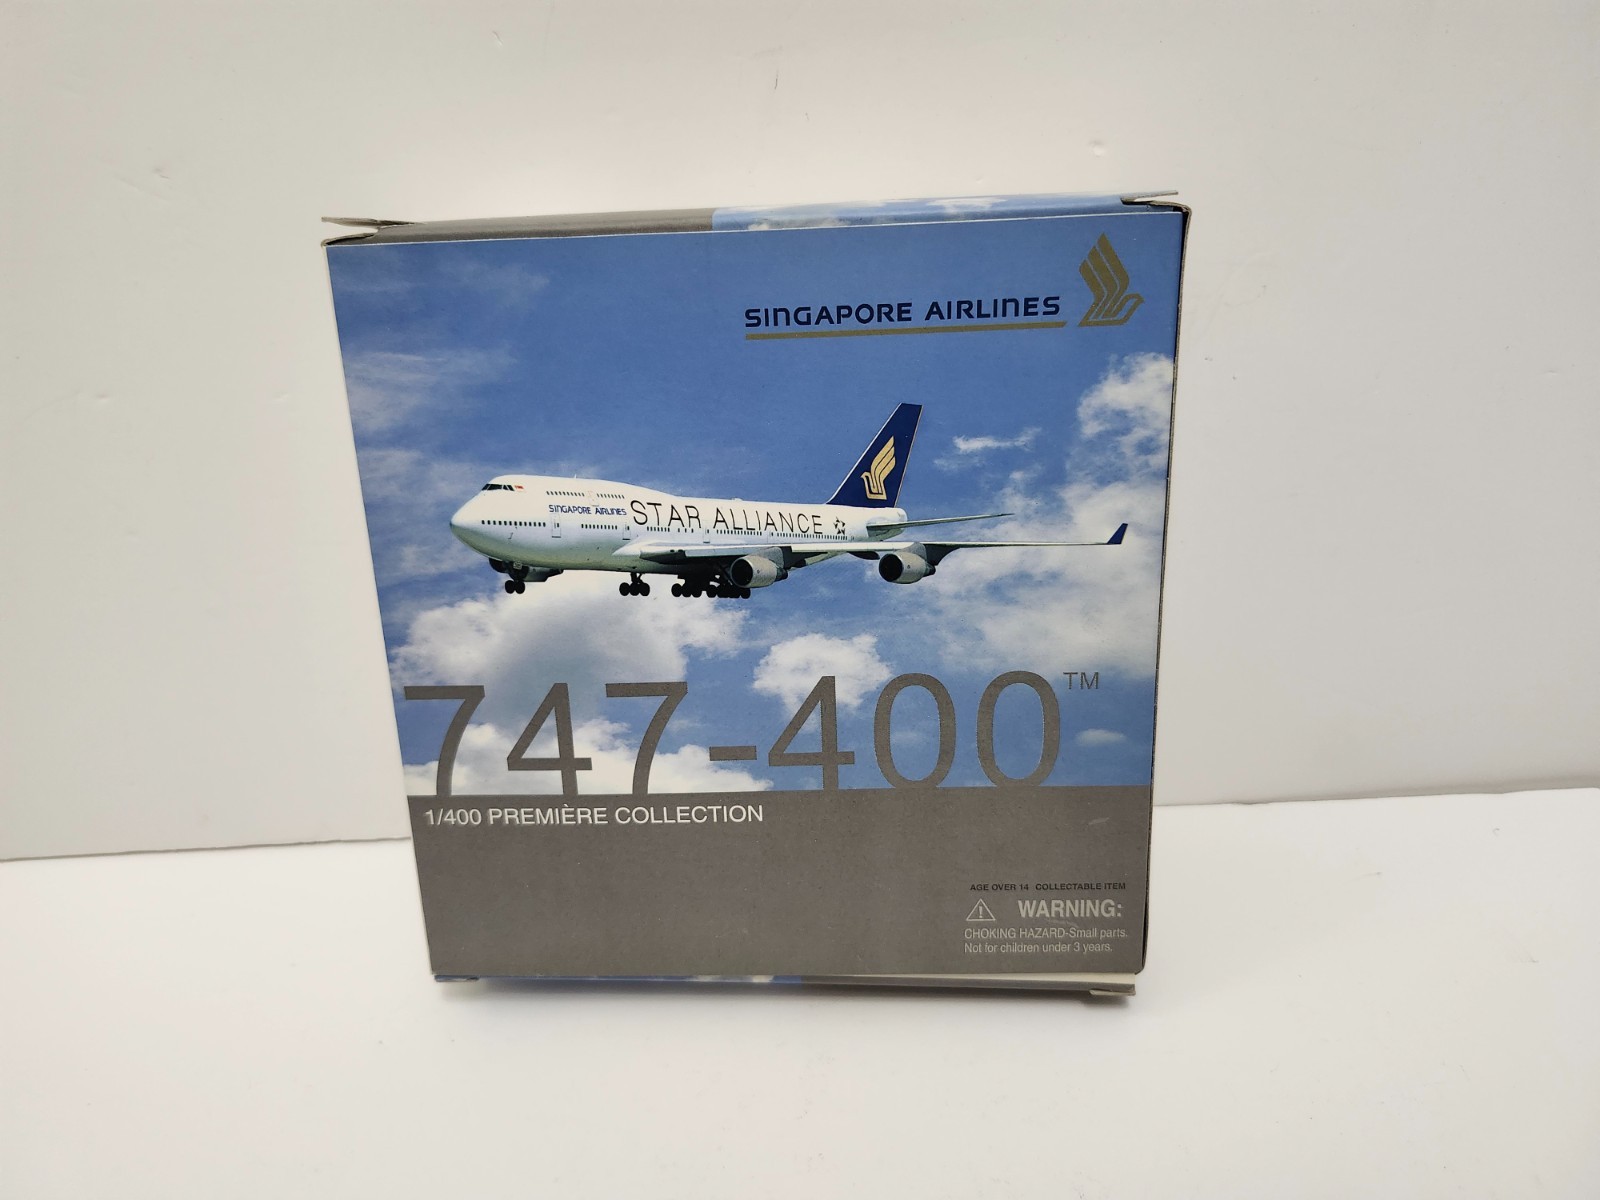 SINGAPORE AIRLINES
SINGAPORE AIRLINES STAR ALLIANCE
747-400™
1/400 PREMIÈRE COLLECTION
AGE OVER 14 COLLECTABLE ITEM
WARNING:
CHOKING HAZARD-Small parts.
Not for children under 3 years.